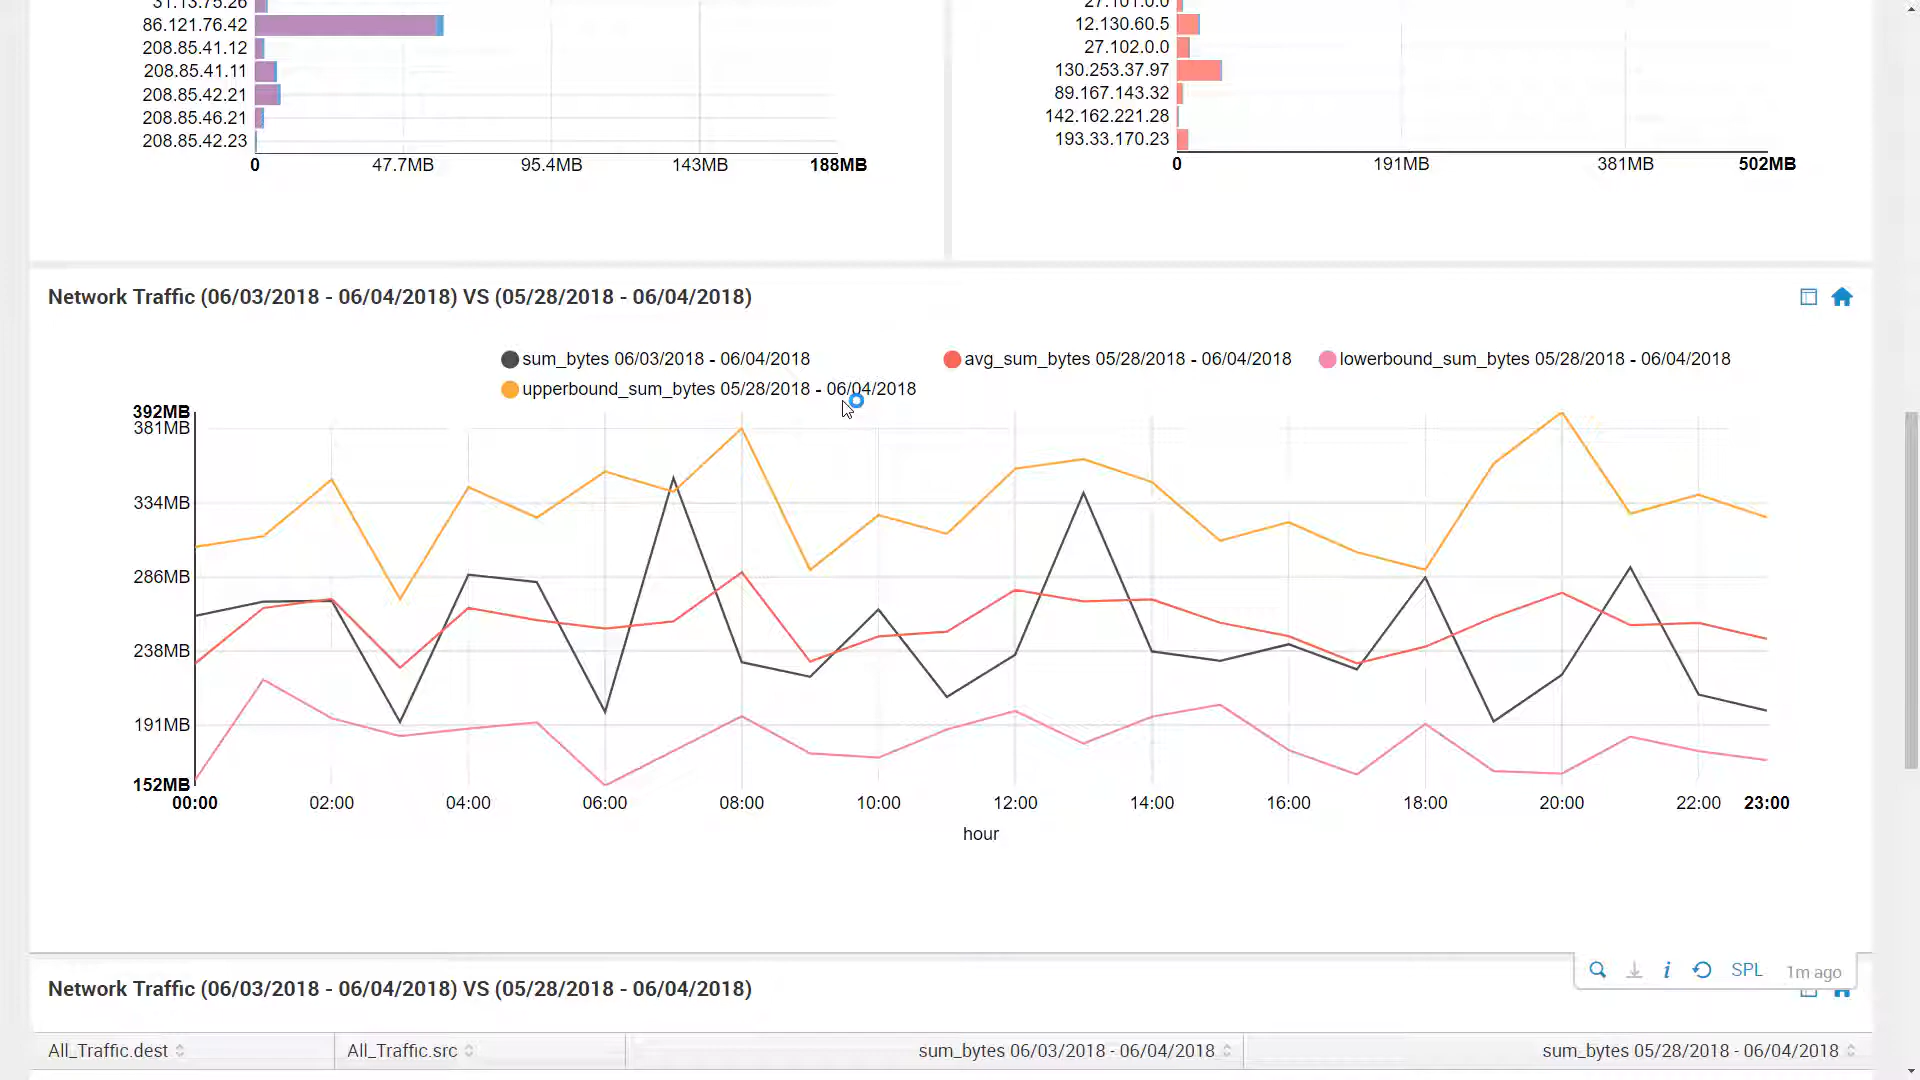 31.13.75.26
86.121.76.42
208.85.41.12
208.85.41.11
208.85.42.21
208.85.46.21
208.85.42.23
0 47.7MB 95.4MB 143MB 188MB
27.101.0.0
12.130.60.5
27.102.0.0
130.253.37.97
89.167.143.32
142.162.221.28
193.33.170.23
0 191MB 381MB 502MB
Network Traffic (06/03/2018 - 06/04/2018) VS (05/28/2018 - 06/04/2018)
sum_bytes 06/03/2018 - 06/04/2018 avg_sum_bytes 05/28/2018 - 06/04/2018 lowerbound_sum_bytes 05/28/2018 - 06/04/2018
upperbound_sum_bytes 05/28/2018 - 06/04/2018
392MB
381MB
334MB
286MB
238MB
191MB
152MB
00:00 02:00 04:00 06:00 08:00 10:00 12:00 14:00 16:00 18:00 20:00 22:00 23:00
hour
i SPL 1m ago
Network Traffic (06/03/2018 - 06/04/2018) VS (05/28/2018 - 06/04/2018)
All_Traffic.dest All_Traffic.src sum_bytes 06/03/2018 - 06/04/2018 sum_bytes 05/28/2018 - 06/04/2018